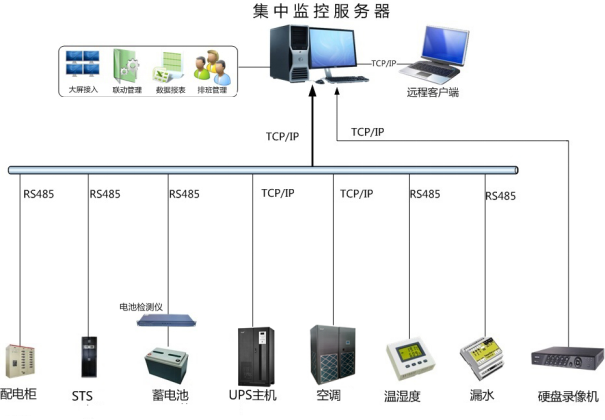 集中监控服务器
大屏接入 联动管理 数据报表 排班管理
TCP/IP
远程客户端
TCP/IP
TCP/IP
RS485 RS485 RS485 TCP/IP TCP/IP RS485 RS485
电池检测仪
配电柜 STS 蓄电池 UPS主机 空调 温湿度 漏水 硬盘录像机